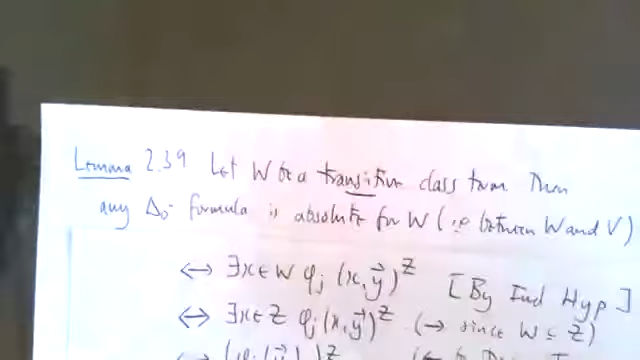 Lemma 2.39 Let W be a transitive class term. Then
any Δ₀- formula is absolute for W (i.e. between W and V)
↔ ∃x∈W φⱼ(x,y⃗)^Z [By Ind Hyp]
↔ ∃x∈Z φⱼ(x,y⃗)^Z (→ since W ⊆ Z)